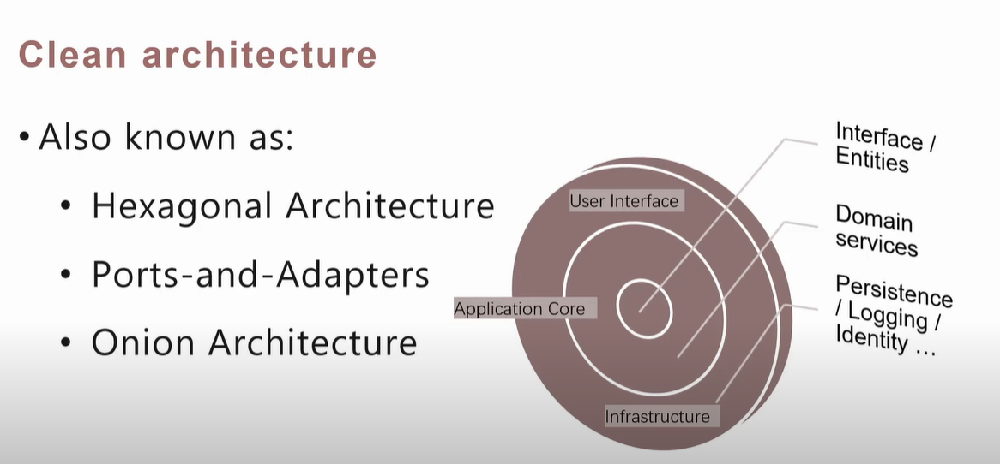 Clean architecture
• Also known as:
• Hexagonal Architecture
• Ports-and-Adapters
• Onion Architecture
User Interface
Application Core
Infrastructure
Interface /
Entities
Domain
services
Persistence
/ Logging /
Identity ...